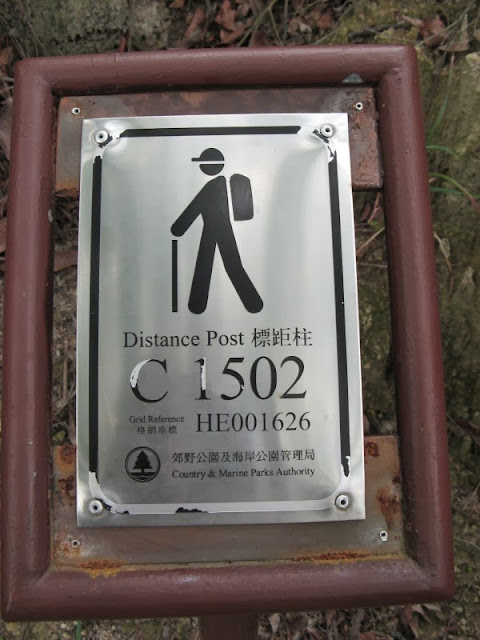 Distance Post 標距柱
C 1502
Grid Reference
格網座標
HE001626
郊野公園及海岸公園管理局
Country & Marine Parks Authority